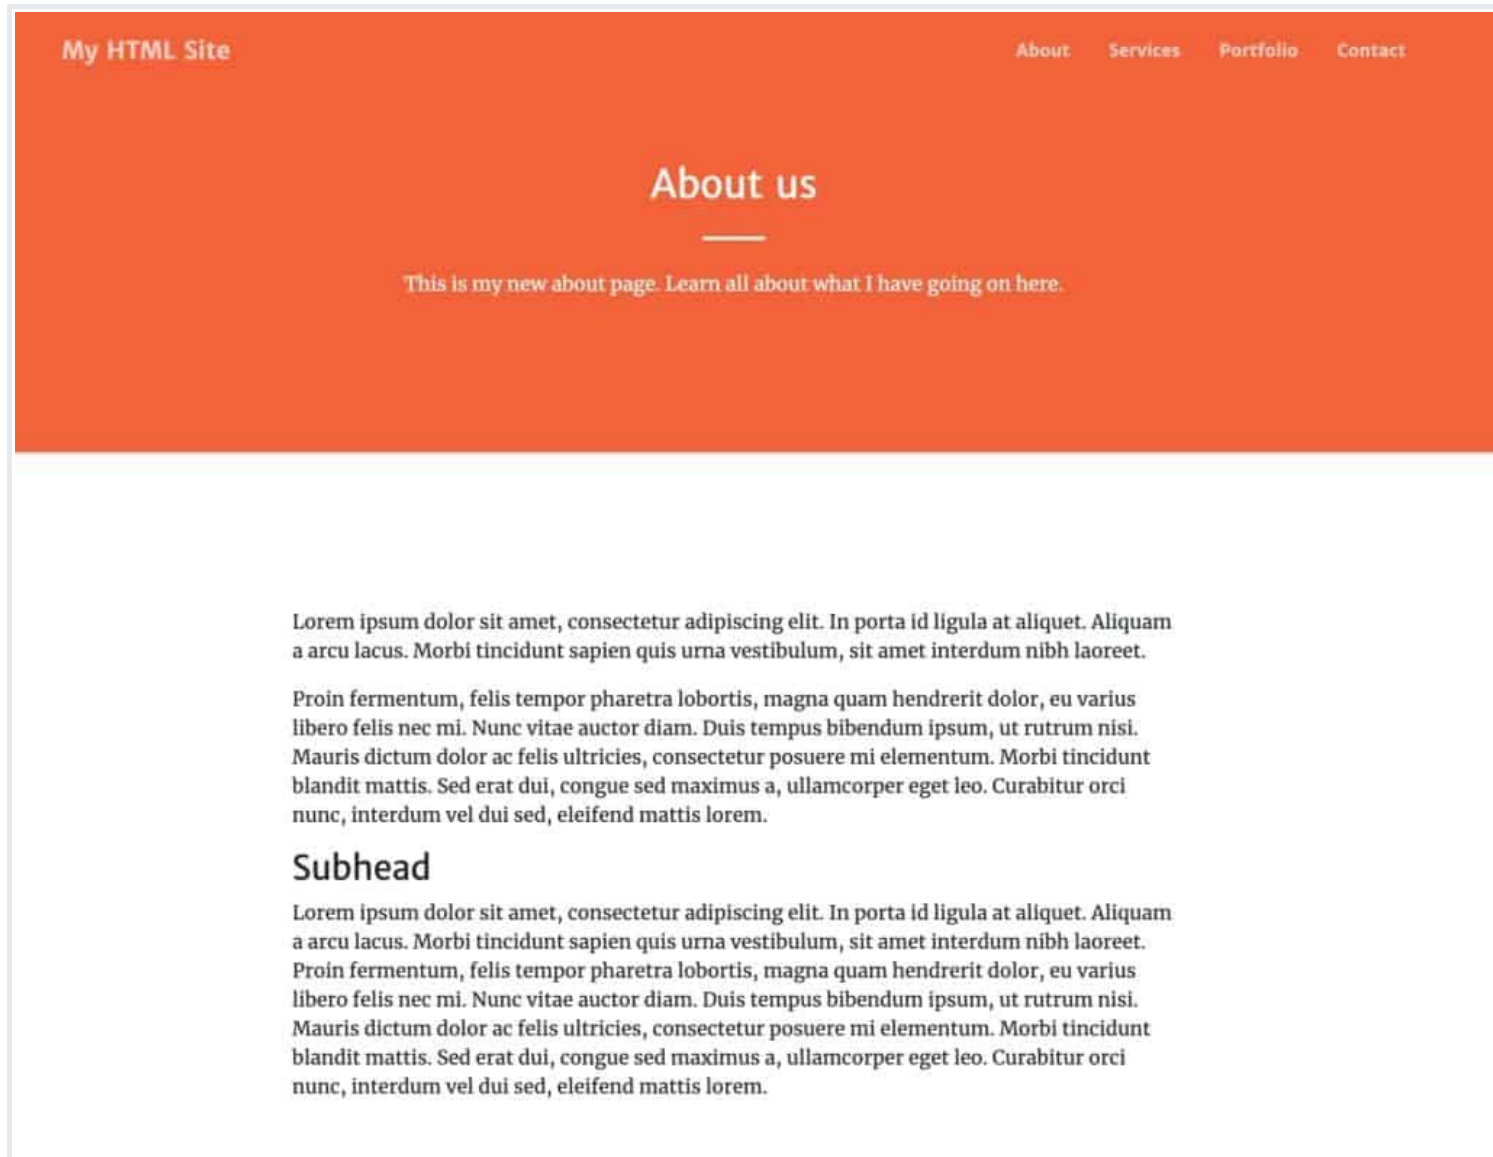 My HTML Site
About Services Portfolio Contact
About us
This is my new about page. Learn all about what I have going on here.
Lorem ipsum dolor sit amet, consectetur adipiscing elit. In porta id ligula at aliquet. Aliquam
a arcu lacus. Morbi tincidunt sapien quis urna vestibulum, sit amet interdum nibh laoreet.
Proin fermentum, felis tempor pharetra lobortis, magna quam hendrerit dolor, eu varius
libero felis nec mi. Nunc vitae auctor diam. Duis tempus bibendum ipsum, ut rutrum nisi.
Mauris dictum dolor ac felis ultricies, consectetur posuere mi elementum. Morbi tincidunt
blandit mattis. Sed erat dui, congue sed maximus a, ullamcorper eget leo. Curabitur orci
nunc, interdum vel dui sed, eleifend mattis lorem.
Subhead
Lorem ipsum dolor sit amet, consectetur adipiscing elit. In porta id ligula at aliquet. Aliquam
a arcu lacus. Morbi tincidunt sapien quis urna vestibulum, sit amet interdum nibh laoreet.
Proin fermentum, felis tempor pharetra lobortis, magna quam hendrerit dolor, eu varius
libero felis nec mi. Nunc vitae auctor diam. Duis tempus bibendum ipsum, ut rutrum nisi.
Mauris dictum dolor ac felis ultricies, consectetur posuere mi elementum. Morbi tincidunt
blandit mattis. Sed erat dui, congue sed maximus a, ullamcorper eget leo. Curabitur orci
nunc, interdum vel dui sed, eleifend mattis lorem.